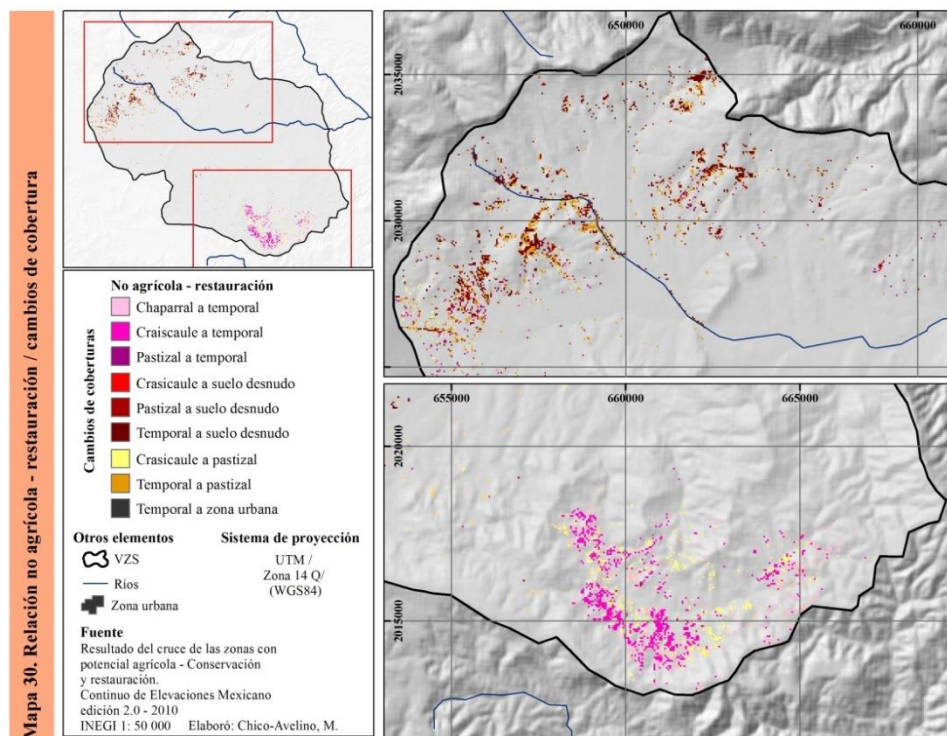 Mapa 30. Relación no agrícola - restauración / cambios de cobertura
No agrícola - restauración
Cambios de coberturas
Chaparral a temporal
Craiscaule a temporal
Pastizal a temporal
Crasicaule a suelo desnudo
Pastizal a suelo desnudo
Temporal a suelo desnudo
Crasicaule a pastizal
Temporal a pastizal
Temporal a zona urbana
Otros elementos
VZS
Ríos
Zona urbana
Sistema de proyección
UTM /
Zona 14 Q/
(WGS84)
Fuente
Resultado del cruce de las zonas con
potencial agrícola - Conservación
y restauración.
Continuo de Elevaciones Mexicano
edición 2.0 - 2010
INEGI 1: 50 000 Elaboró: Chico-Avelino, M.
650000
660000
2035000
2030000
655000
660000
665000
2020000
2015000